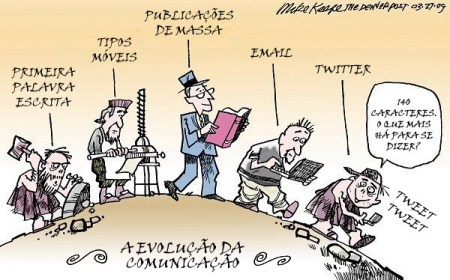 Mike Keefe THE DENVER POST 03.27.09
PUBLICAÇÕES
DE MASSA
TIPOS
MÓVEIS
EMAIL
TWITTER
PRIMEIRA
PALAVRA
ESCRITA
140
CARACTERES.
O QUE MAIS
HÁ PARA SE
DIZER?
TWEET
TWEET
A EVOLUÇÃO DA
COMUNICAÇÃO